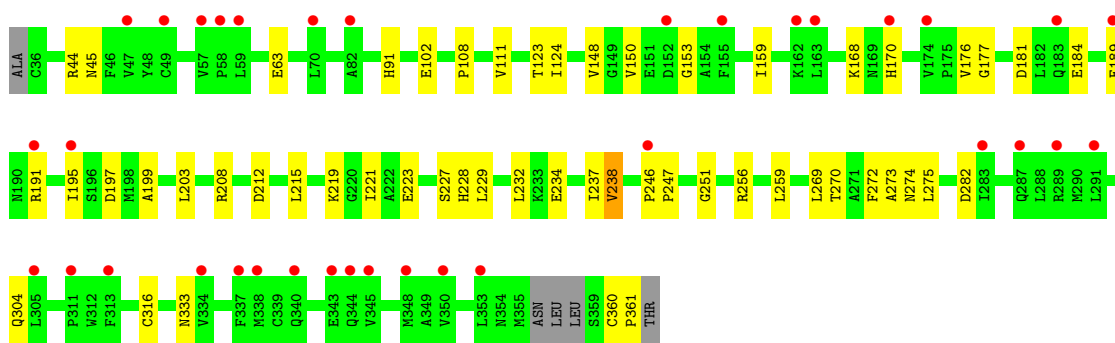 ALA C36 R44 N45 F46 V47 Y48 C49 V57 P58 L59 E63 L70 A82 H91 E102 P108 V111 T123 I124 V148 G149 V150 E151 D152 G153 A154 F155 I159 K162 L163 K168 N169 H170 V174 P175 V176 G177 D181 L182 Q183 E184
N190 R191 I195 S196 D197 M198 A199 L203 R208 D212 L215 K219 G220 I221 A222 E223 S227 H228 L229 L232 K233 E234 I237 V238 P246 P247 G251 R256 L259 L269 T270 A271 F272 A273 N274 L275 D282 I283 Q287 L288 R289 M290 L291
Q304 L305 P311 W312 F313 C316 N333 V334 F337 M338 C339 Q340 E343 Q344 V345 M348 A349 V350 L353 N354 M355 ASN LEU LEU S359 C360 P361 THR